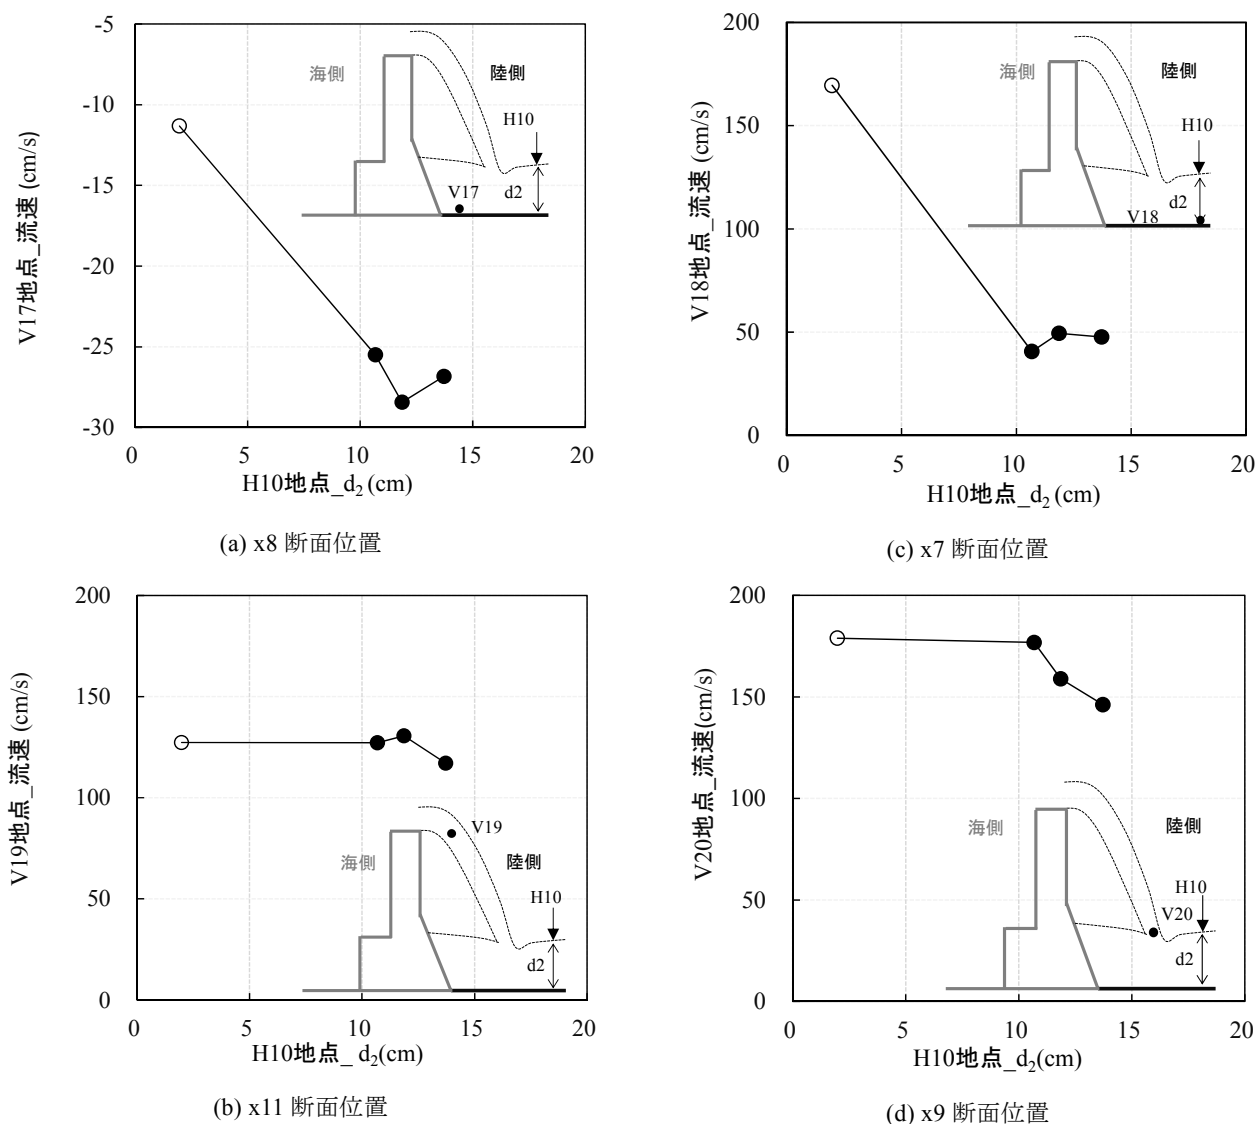 -5
-10
-15
-20
-25
-30
0
5
10
15
20
V17地点_流速 (cm/s)
H10地点_d2 (cm)
海側
陸側
H10
V17
d2
(a) x8 断面位置
200
150
100
50
0
0
5
10
15
20
V18地点_流速 (cm/s)
H10地点_d2 (cm)
海側
陸側
H10
d2
V18
(c) x7 断面位置
200
150
100
50
0
0
5
10
15
20
V19地点_流速 (cm/s)
H10地点_ d2(cm)
V19
海側
陸側
H10
d2
(b) x11 断面位置
200
150
100
50
0
0
5
10
15
20
V20地点_流速(cm/s)
H10地点_d2(cm)
海側
陸側
H10
V20
d2
(d) x9 断面位置